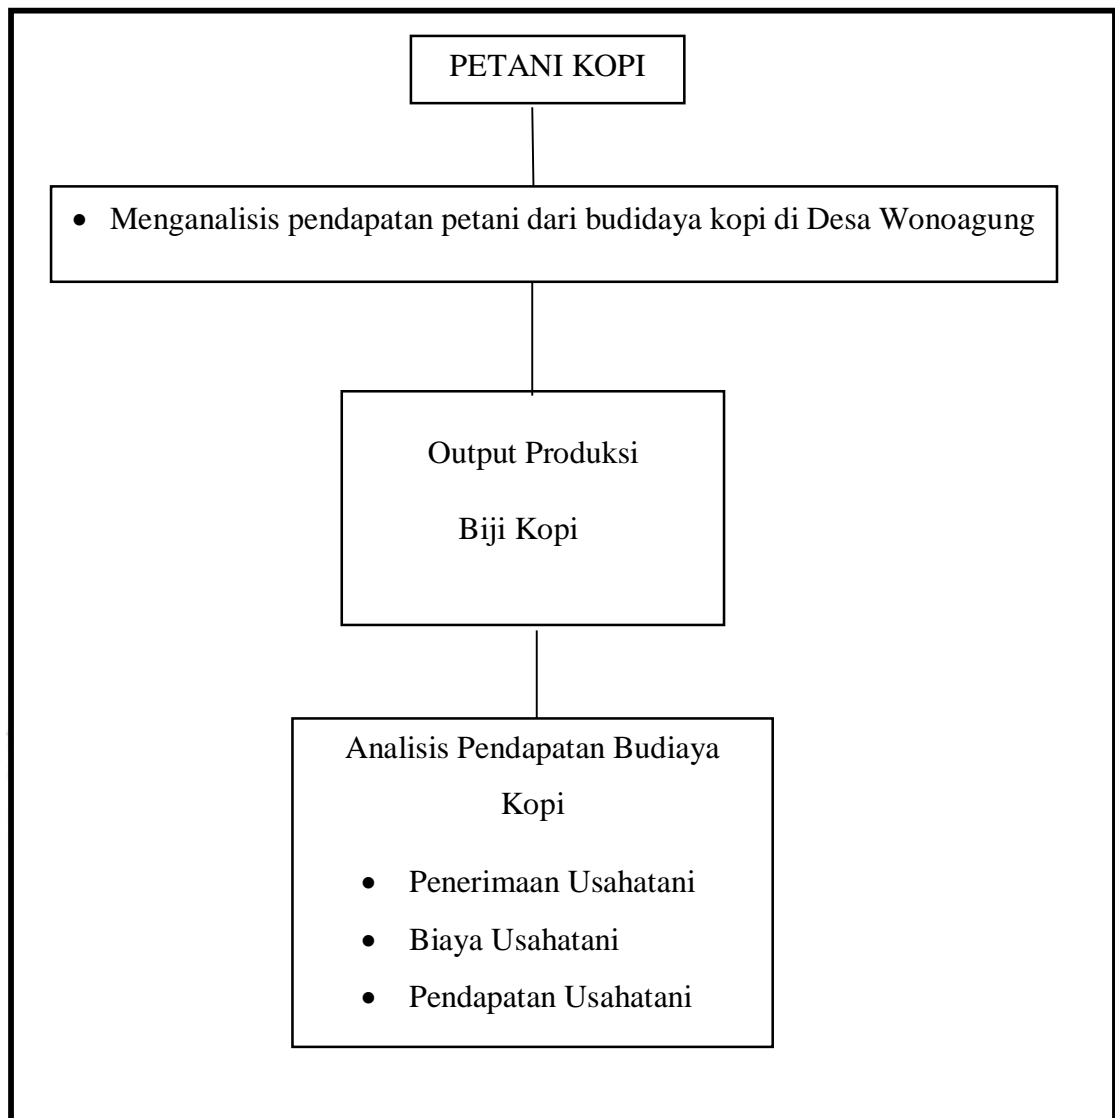 PETANI KOPI
• Menganalisis pendapatan petani dari budidaya kopi di Desa Wonoagung
Output Produksi
Biji Kopi
Analisis Pendapatan Budiaya
Kopi
• Penerimaan Usahatani
• Biaya Usahatani
• Pendapatan Usahatani